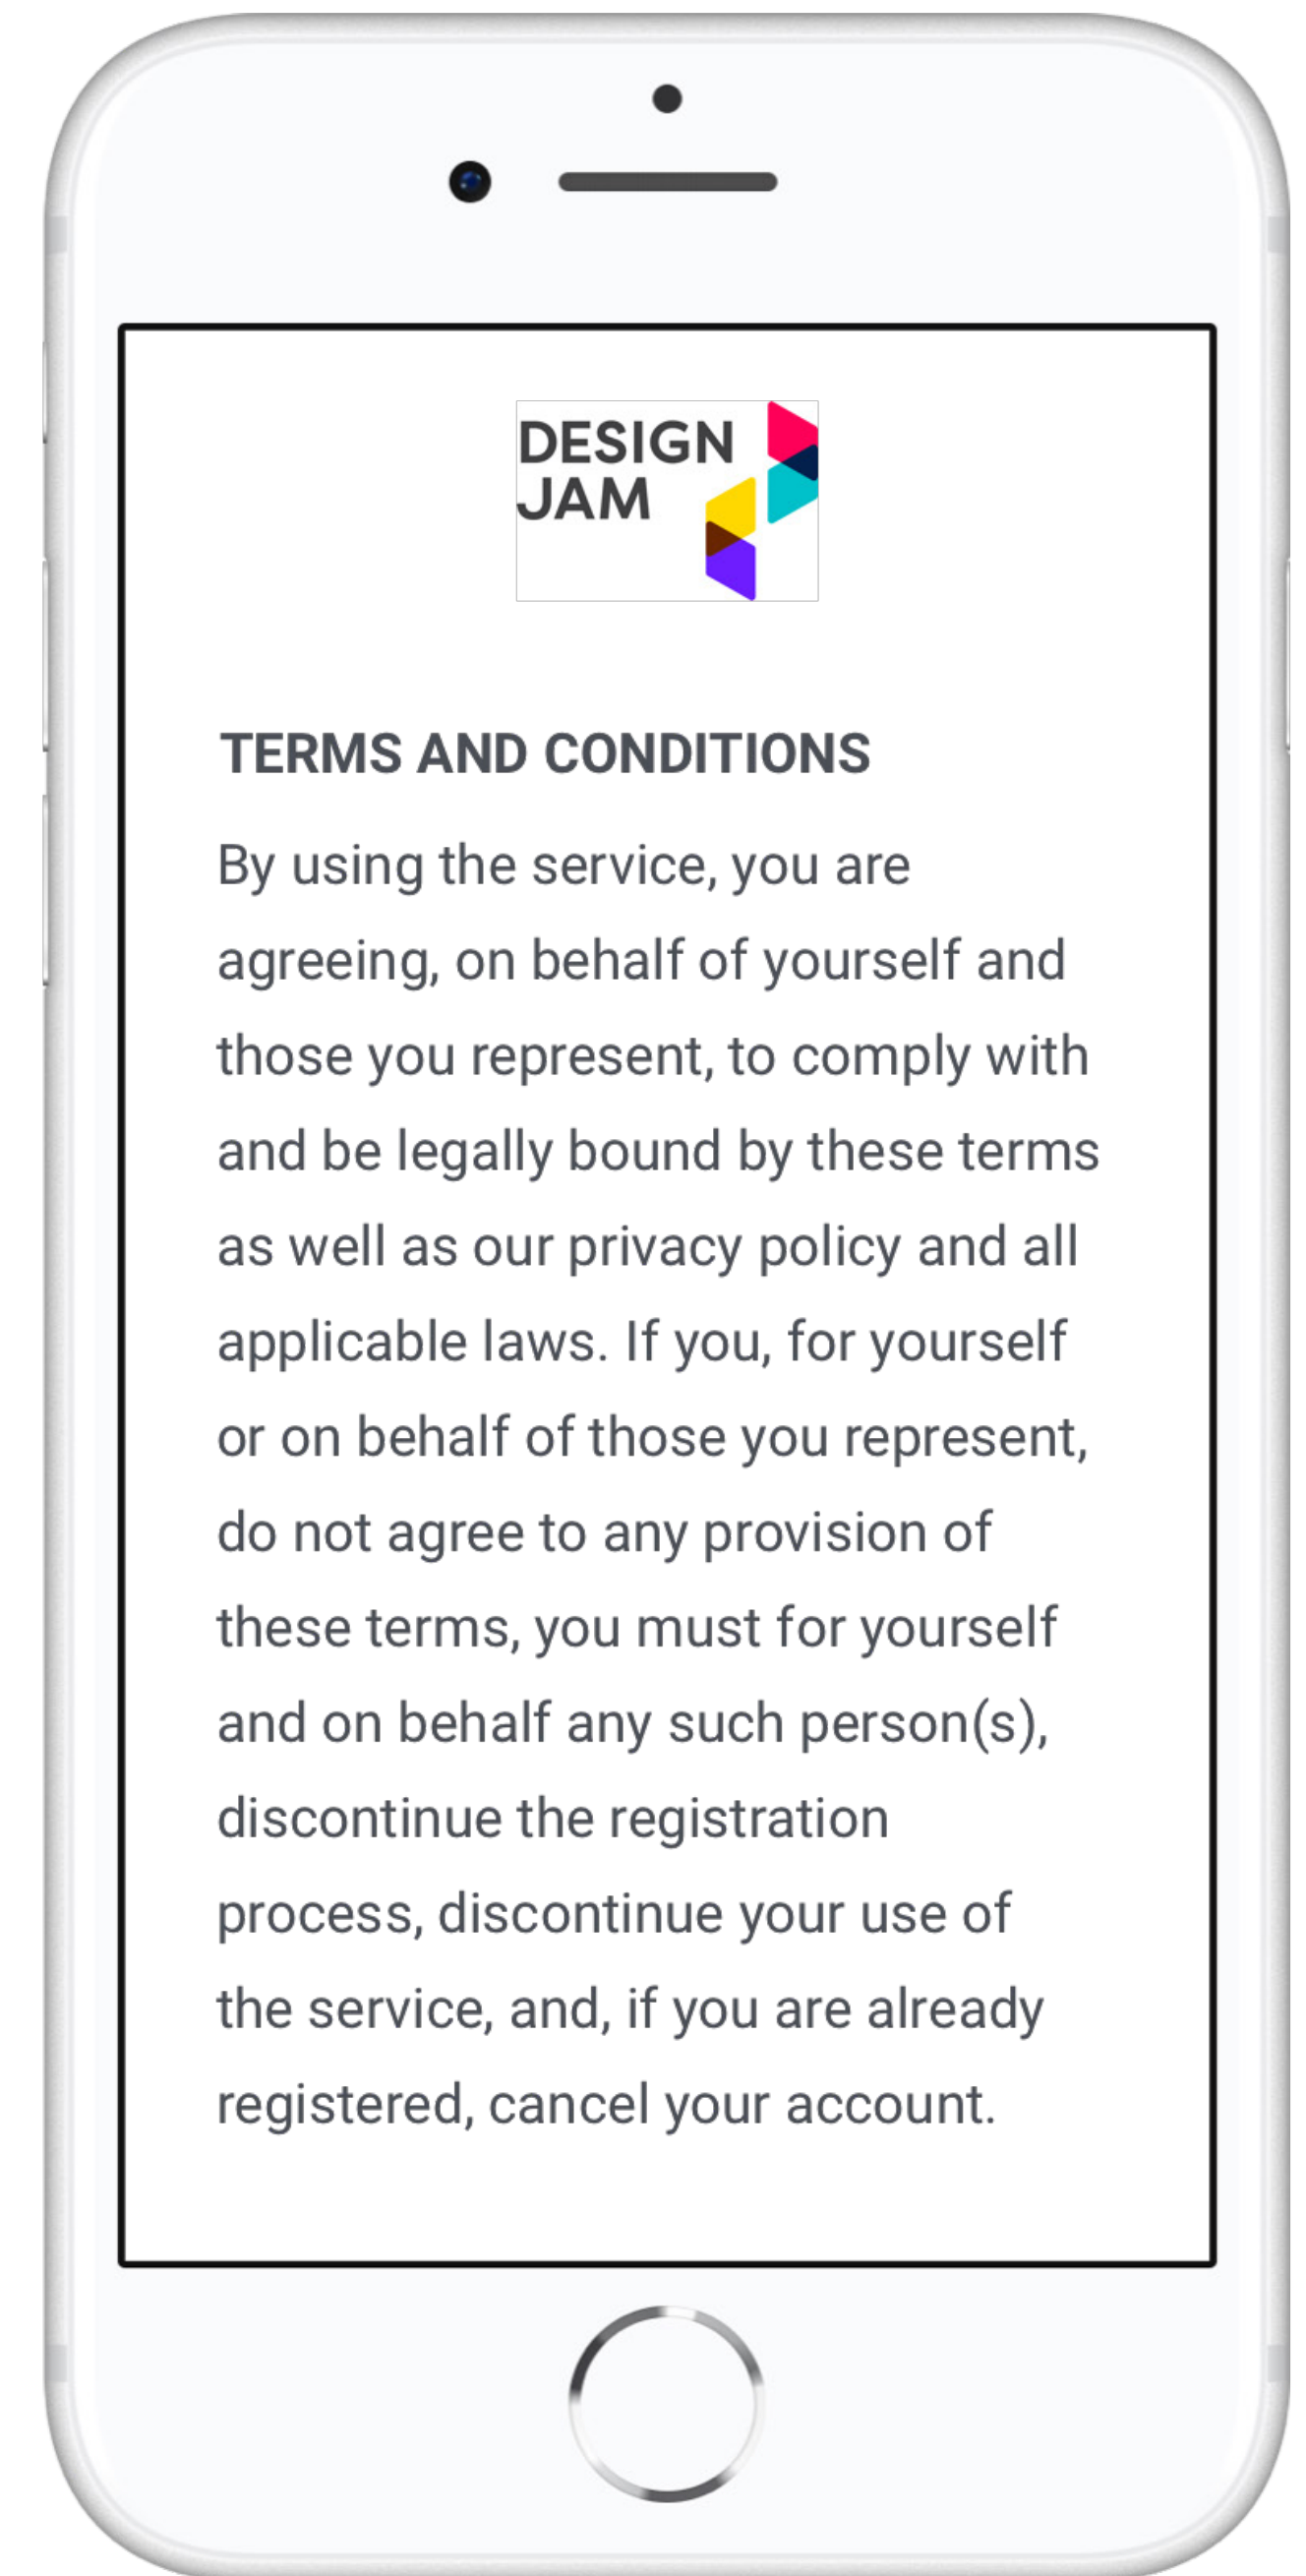 DESIGN
JAM
TERMS AND CONDITIONS
By using the service, you are
agreeing, on behalf of yourself and
those you represent, to comply with
and be legally bound by these terms
as well as our privacy policy and all
applicable laws. If you, for yourself
or on behalf of those you represent,
do not agree to any provision of
these terms, you must for yourself
and on behalf any such person(s),
discontinue the registration
process, discontinue your use of
the service, and, if you are already
registered, cancel your account.